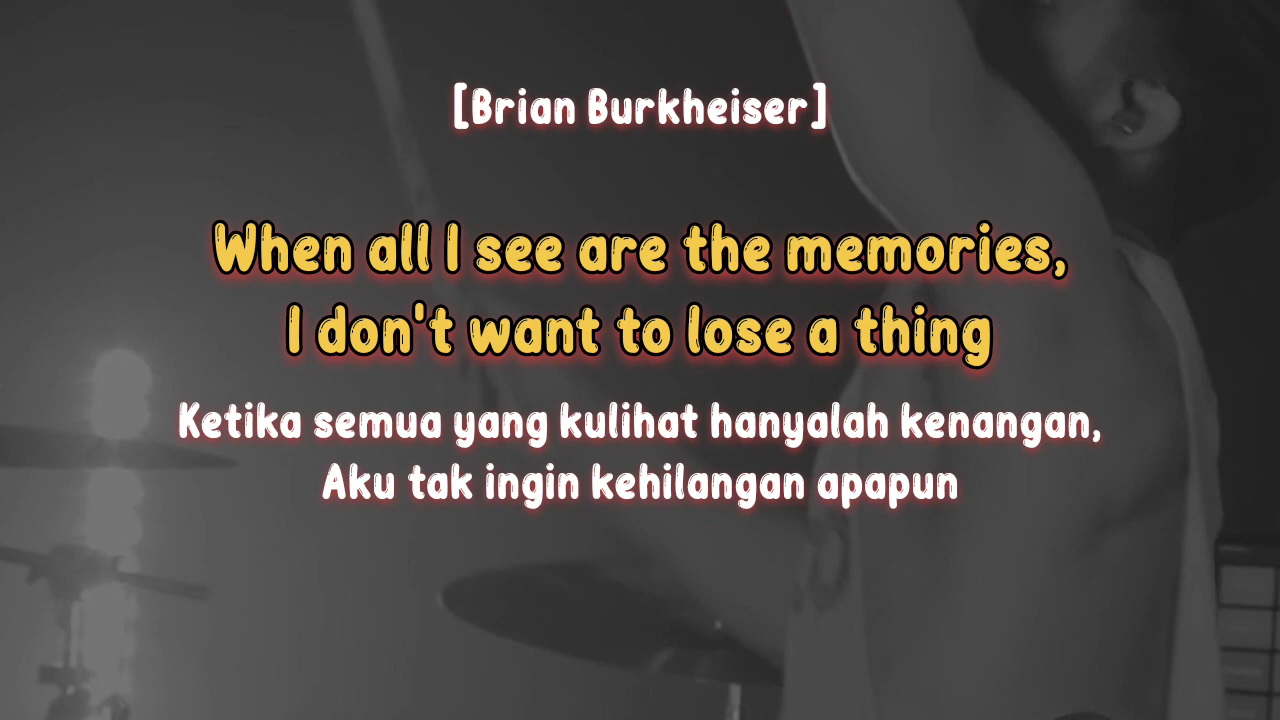 [Brian Burkheiser]
When all I see are the memories,
I don't want to lose a thing
Ketika semua yang kulihat hanyalah kenangan,
Aku tak ingin kehilangan apapun